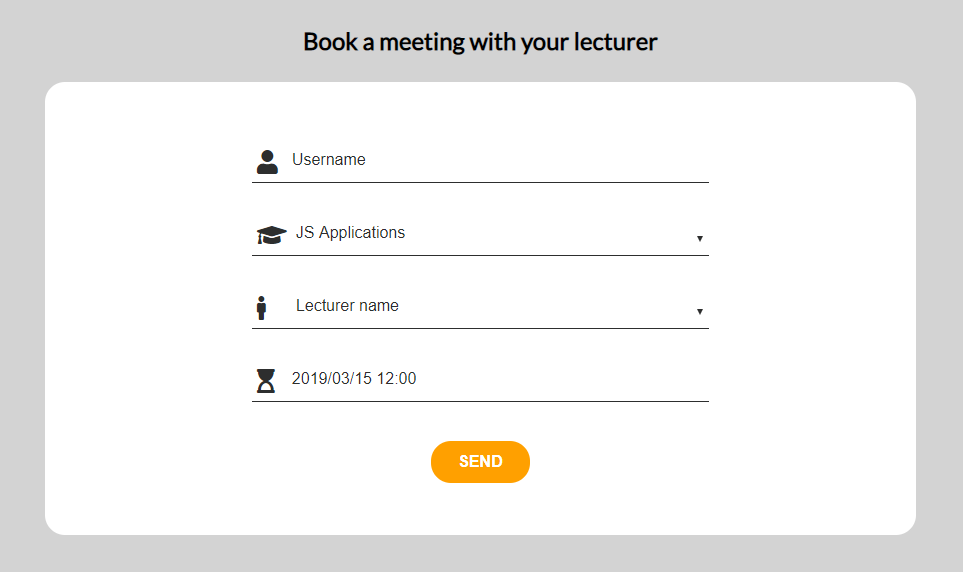 Book a meeting with your lecturer
Username
JS Applications
Lecturer name
2019/03/15 12:00
SEND